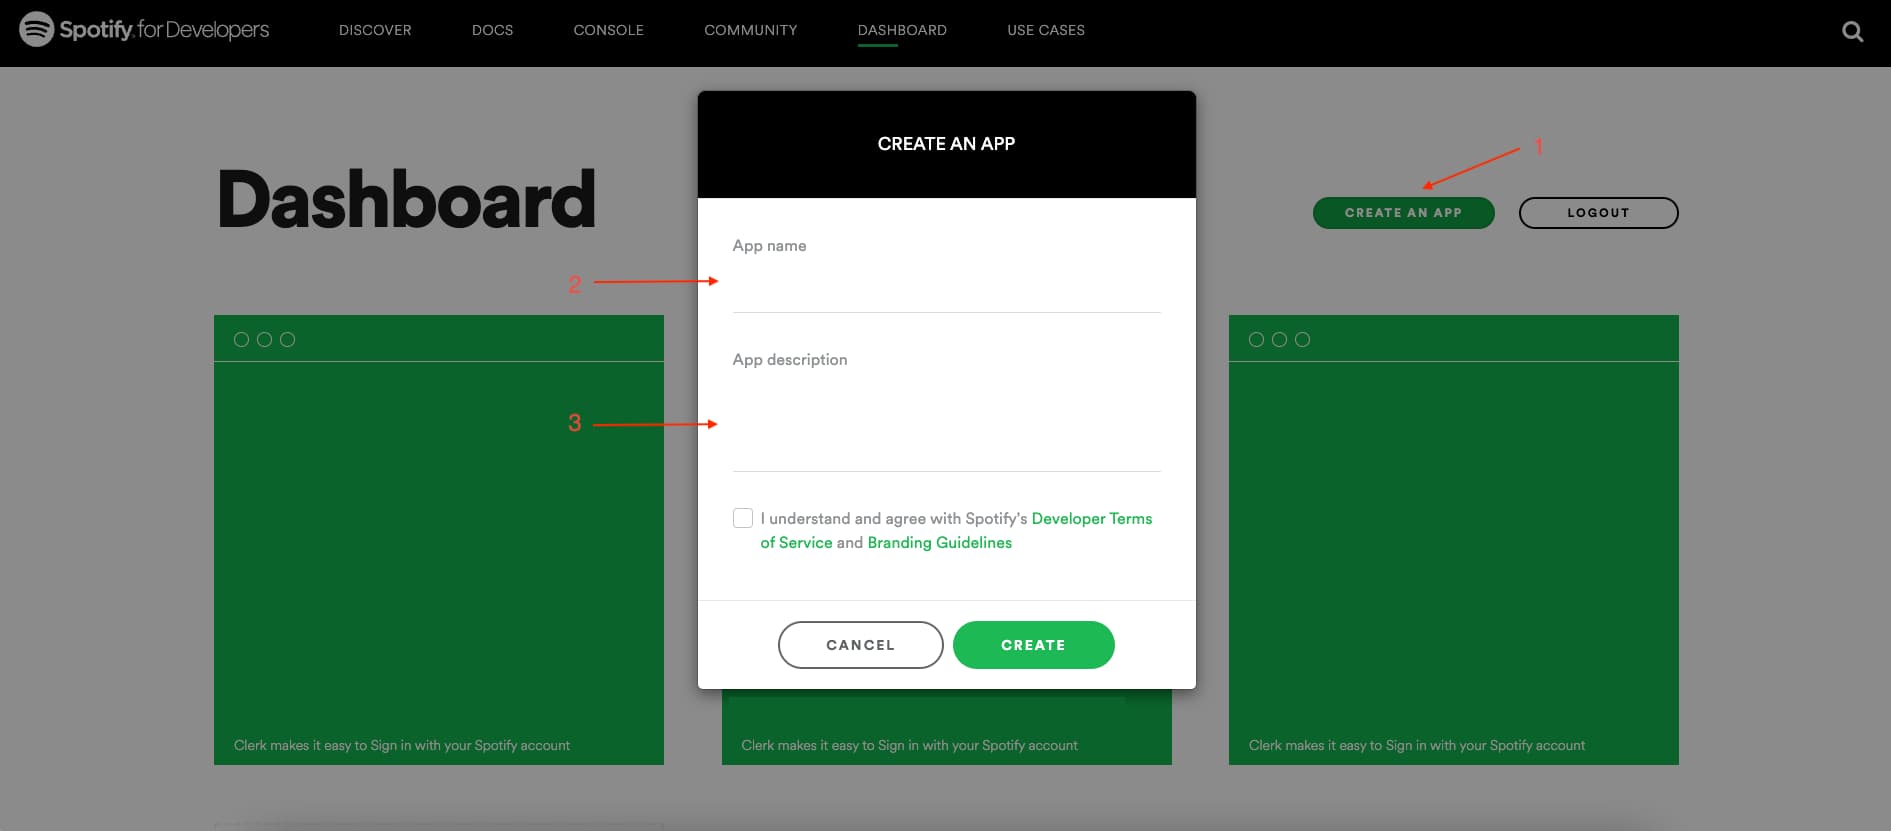 Spotify for Developers
DISCOVER
DOCS
CONSOLE
COMMUNITY
DASHBOARD
USE CASES
CREATE AN APP
1
Dashboard
CREATE AN APP
LOGOUT
App name
2
App description
3
I understand and agree with Spotify's Developer Terms
of Service and Branding Guidelines
CANCEL
CREATE
Clerk makes it easy to Sign in with your Spotify account
Clerk makes it easy to Sign in with your Spotify account
Clerk makes it easy to Sign in with your Spotify account